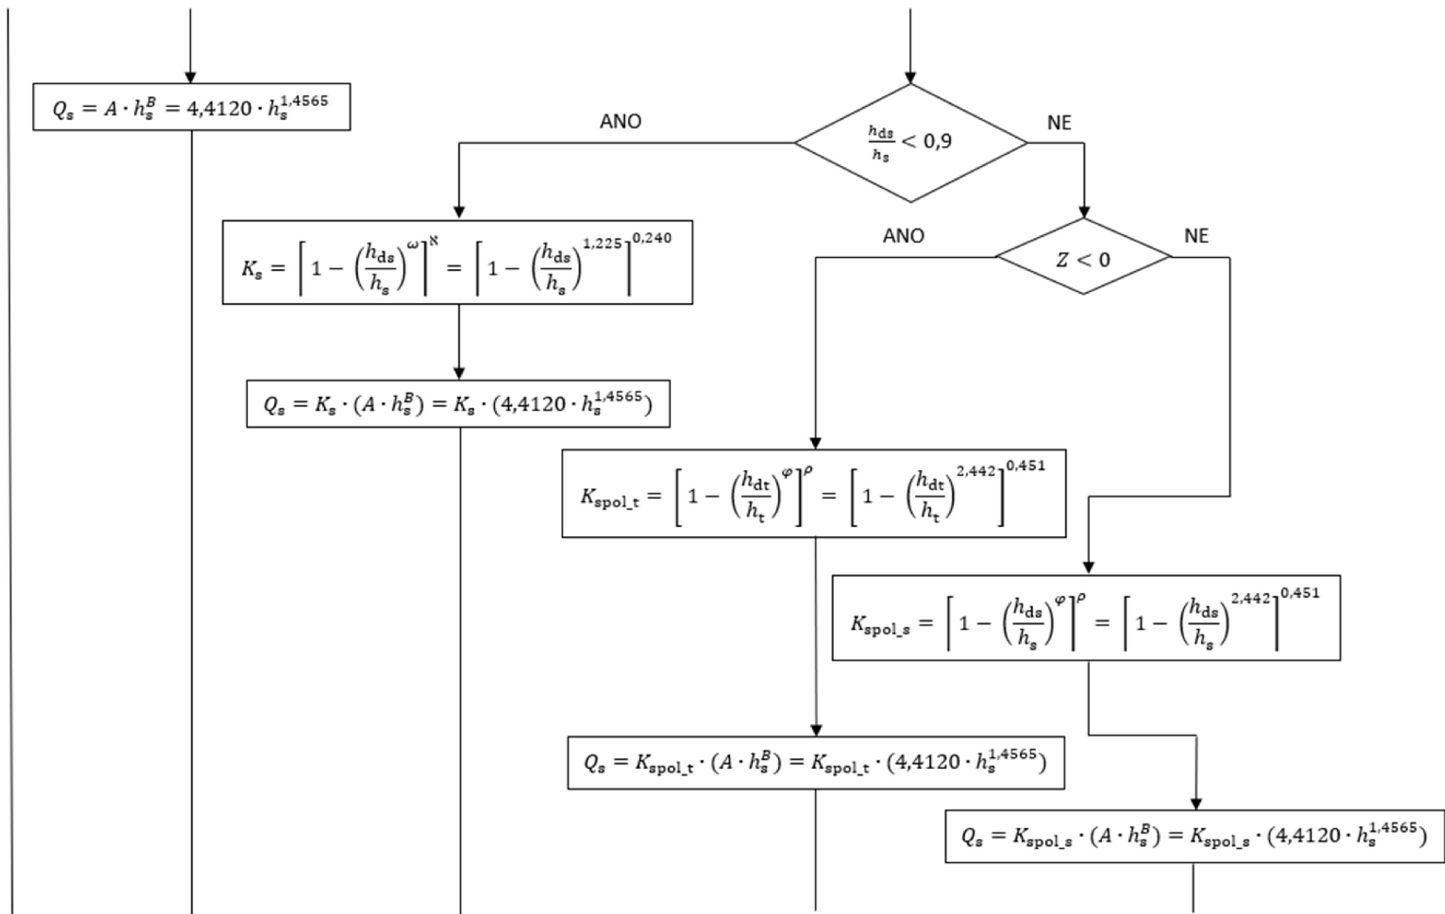 Q_s = A · h_s^B = 4,4120 · h_s^1,4565
ANO
h_ds/h_s < 0,9
NE
K_s = [1 − (h_ds/h_s)^ω]^ℵ = [1 − (h_ds/h_s)^1,225]^0,240
ANO
Z < 0
NE
Q_s = K_s · (A · h_s^B) = K_s · (4,4120 · h_s^1,4565)
K_spol_t = [1 − (h_dt/h_t)^φ]^ρ = [1 − (h_dt/h_t)^2,442]^0,451
K_spol_s = [1 − (h_ds/h_s)^φ]^ρ = [1 − (h_ds/h_s)^2,442]^0,451
Q_s = K_spol_t · (A · h_s^B) = K_spol_t · (4,4120 · h_s^1,4565)
Q_s = K_spol_s · (A · h_s^B) = K_spol_s · (4,4120 · h_s^1,4565)